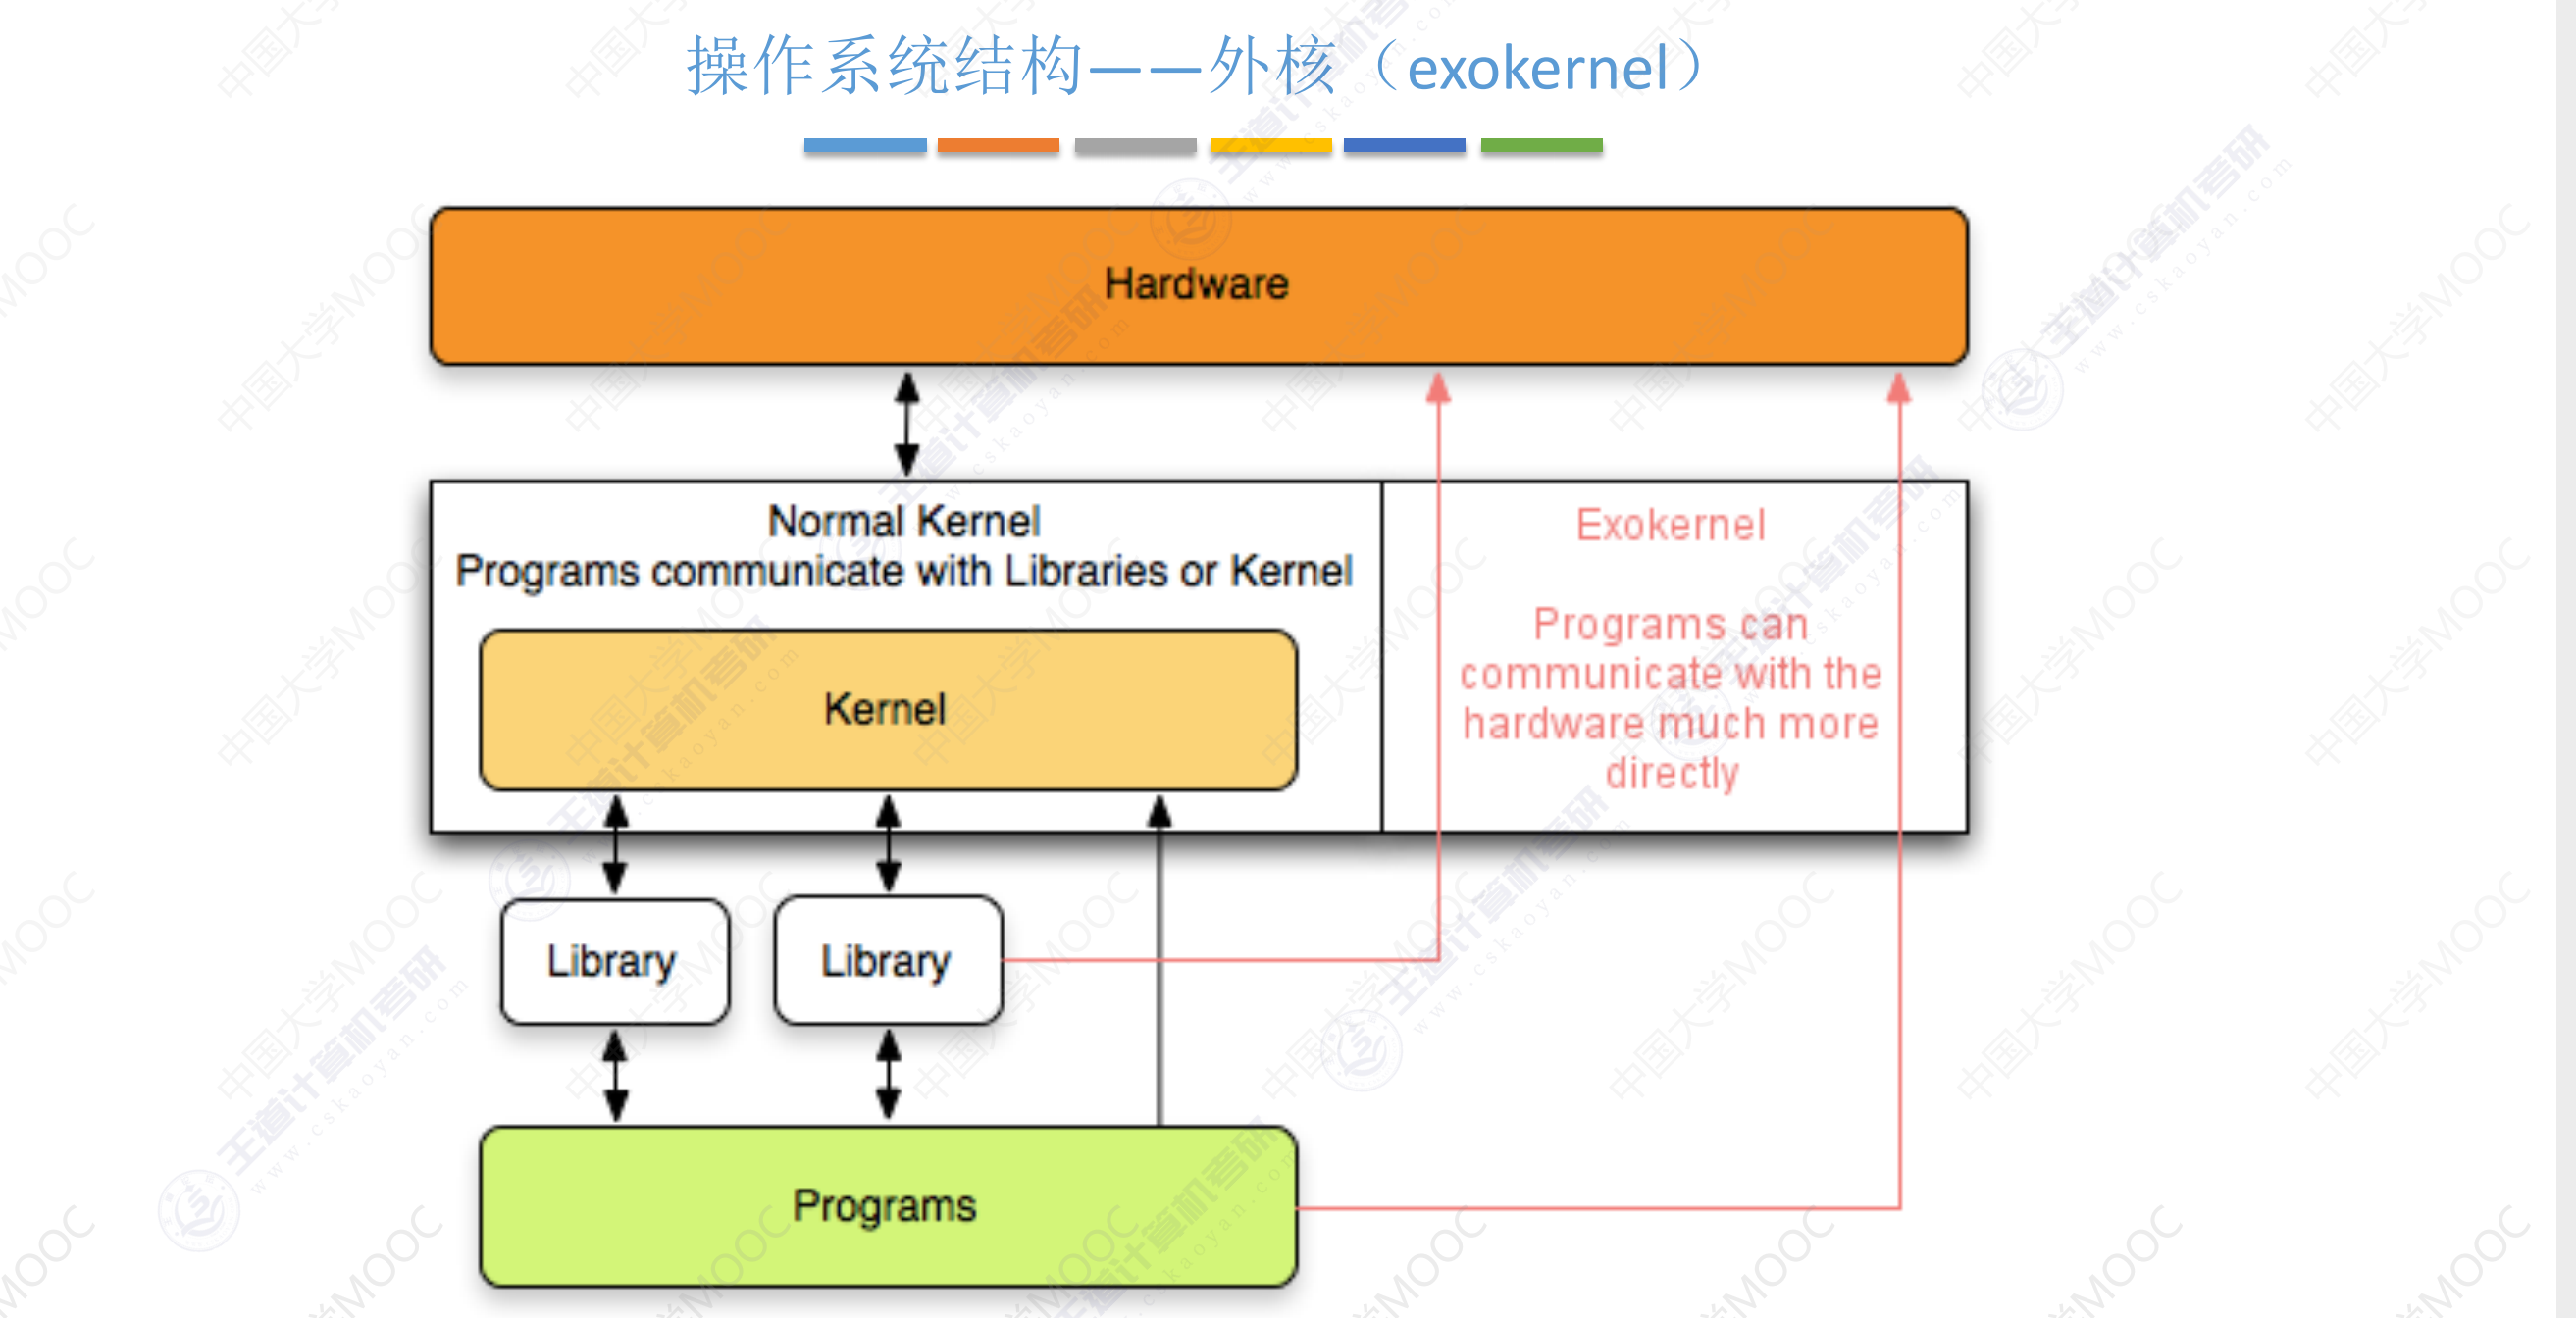 操作系统结构——外核（exokernel）
Hardware
Normal Kernel
Programs communicate with Libraries or Kernel
Kernel
Exokernel
Programs can
communicate with the
hardware much more
directly
Library
Library
Programs
中国大学MOOC
王道计算机考研
www.cskaoyan.com